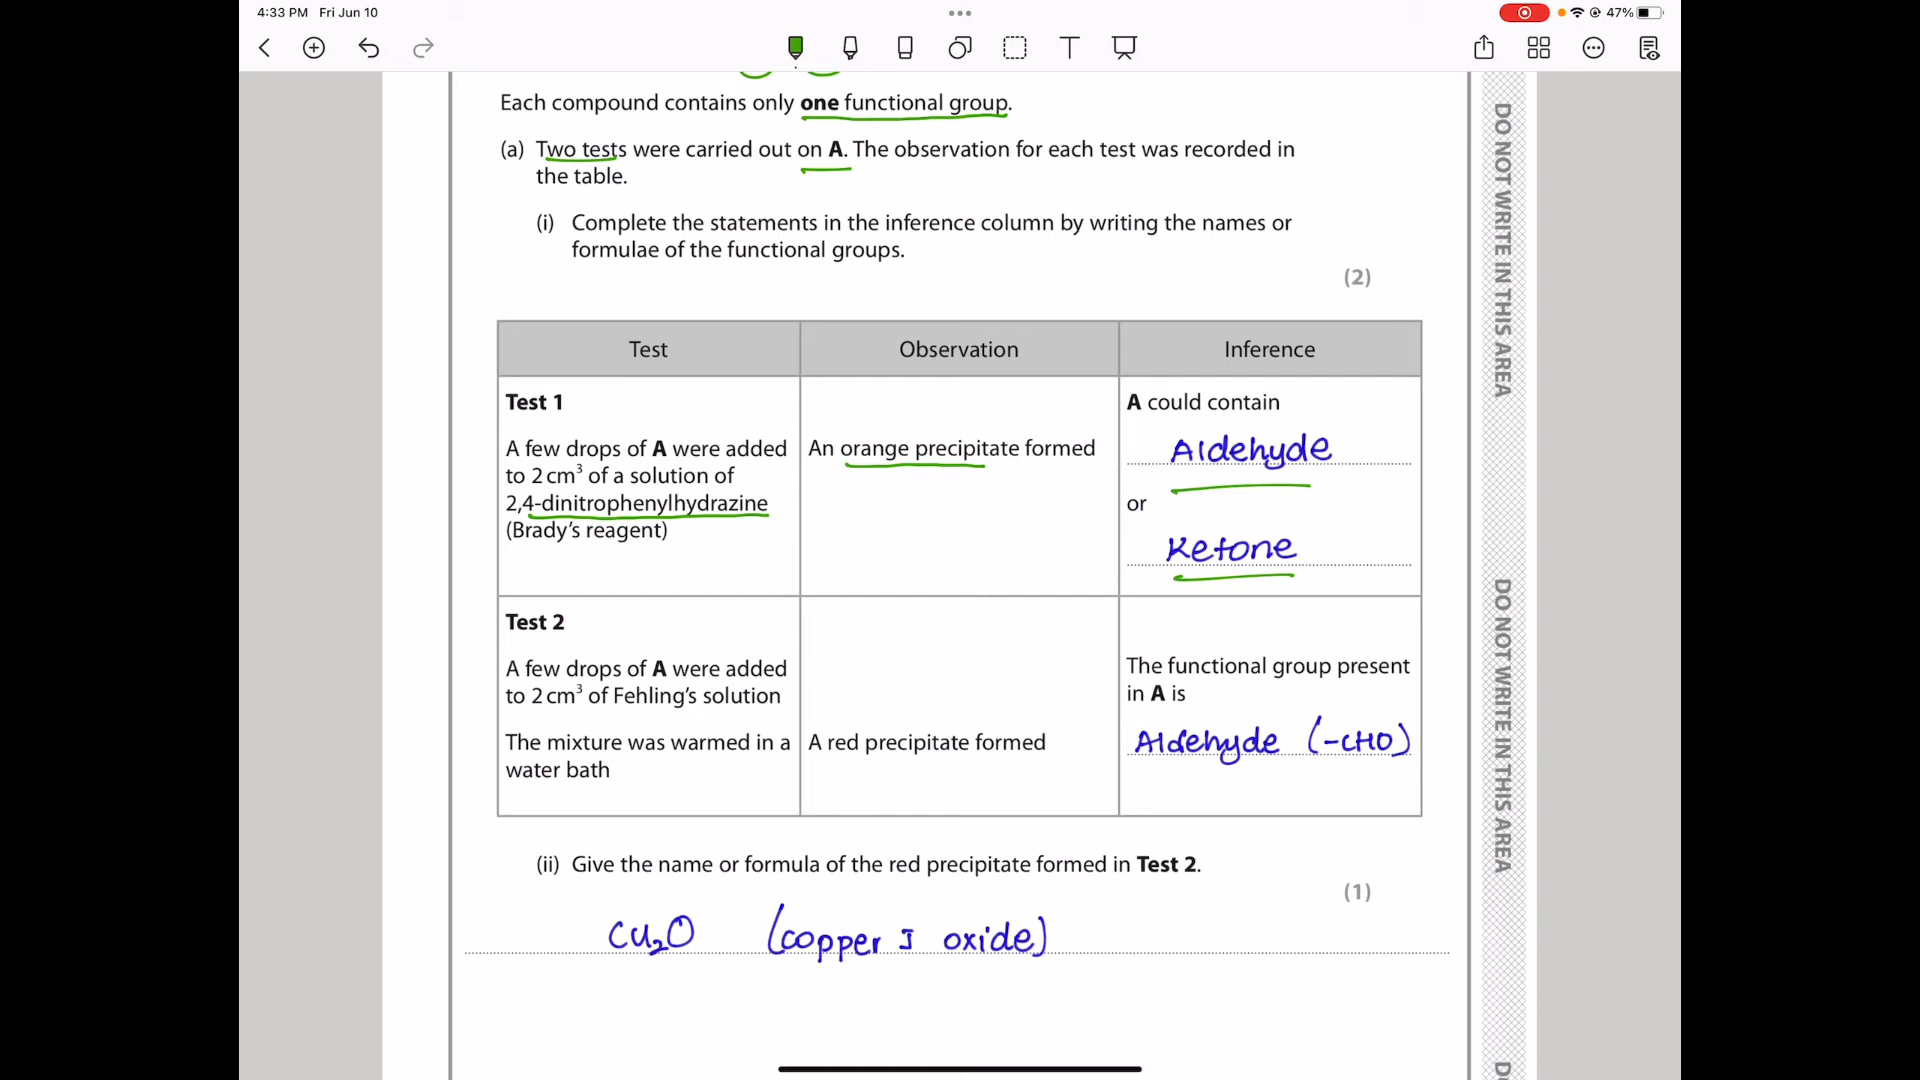 4:33 PM Fri Jun 10
47%
Each compound contains only one functional group.
(a) Two tests were carried out on A. The observation for each test was recorded in
the table.
(i) Complete the statements in the inference column by writing the names or
formulae of the functional groups.
(2)
Test Observation Inference
Test 1
A few drops of A were added
to 2 cm³ of a solution of
2,4-dinitrophenylhydrazine
(Brady's reagent)
An orange precipitate formed
A could contain
Aldehyde
or
Ketone
Test 2
A few drops of A were added
to 2 cm³ of Fehling's solution
The mixture was warmed in a
water bath
A red precipitate formed
The functional group present
in A is
Aldehyde (-CHO)
(ii) Give the name or formula of the red precipitate formed in Test 2.
(1)
Cu₂O (copper I oxide)
DO NOT WRITE IN THIS AREA
DO NOT WRITE IN THIS AREA